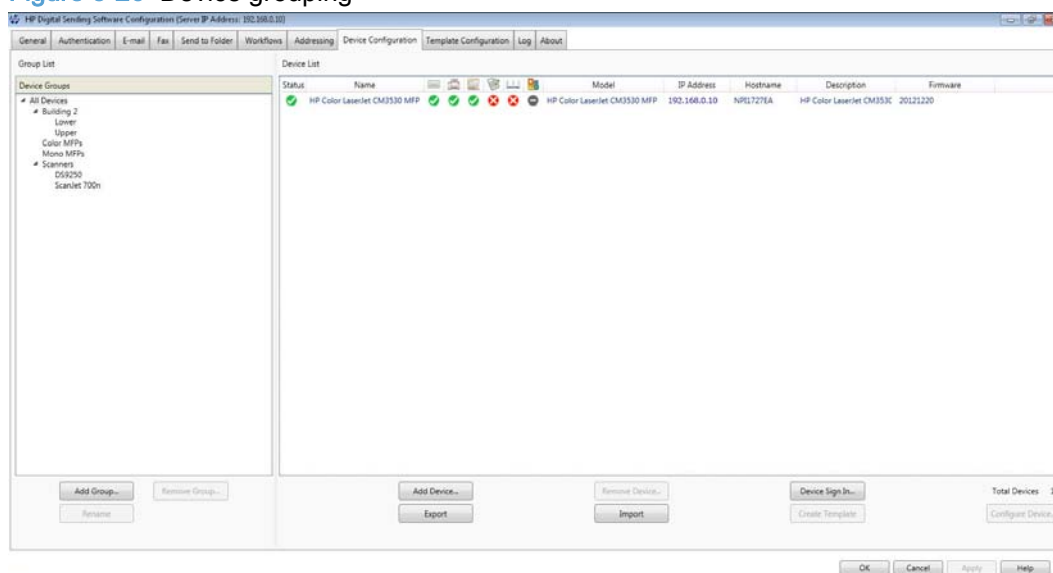 Device grouping
HP Digital Sending Software Configuration (Server IP Address: 192.168.0.10)
General Authentication E-mail Fax Send to Folder Workflows Addressing Device Configuration Template Configuration Log About
Group List Device List
Device Groups
Status Name Model IP Address Hostname Description Firmware
All Devices
HP Color LaserJet CM3530 MFP HP Color LaserJet CM3530 MFP 192.168.0.10 NPI1727EA HP Color LaserJet CM353C 20121220
Building 2
Lower
Upper
Color MFPs
Mono MFPs
Scanners
DS9250
ScanJet 700n
Add Group... Remove Group... Add Device... Remove Device... Device Sign In... Total Devices 1
Rename Export Import Create Template Configure Device.
OK Cancel Apply Help